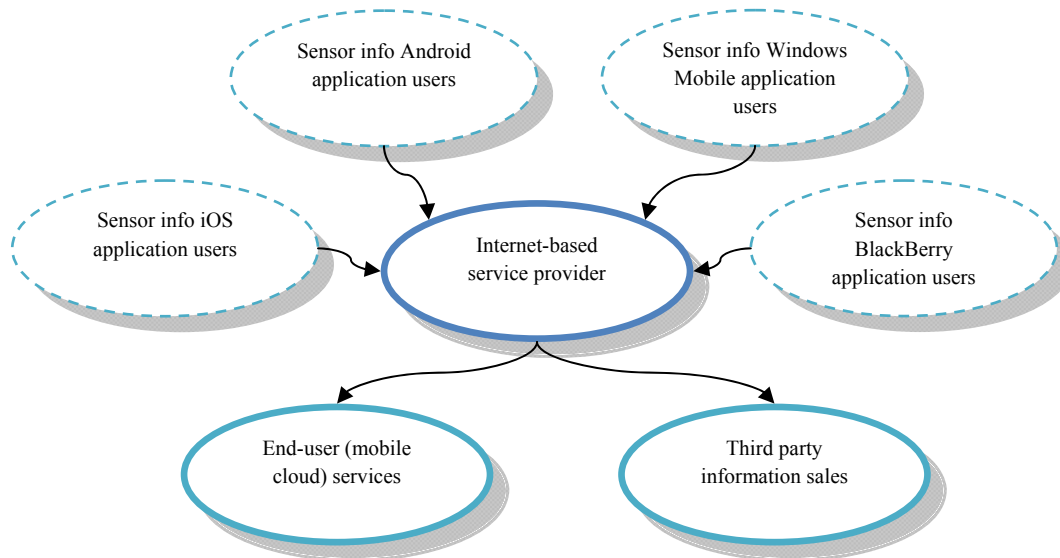 Sensor info Android
application users
Sensor info Windows
Mobile application
users
Sensor info iOS
application users
Internet-based
service provider
Sensor info
BlackBerry
application users
End-user (mobile
cloud) services
Third party
information sales